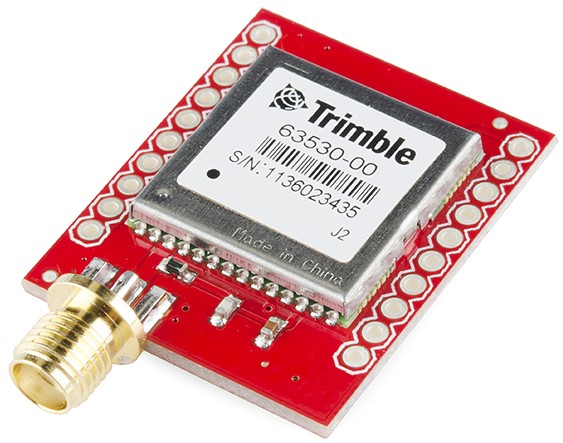 Trimble
63530-00
S/N:1136023435
J2
Made in China